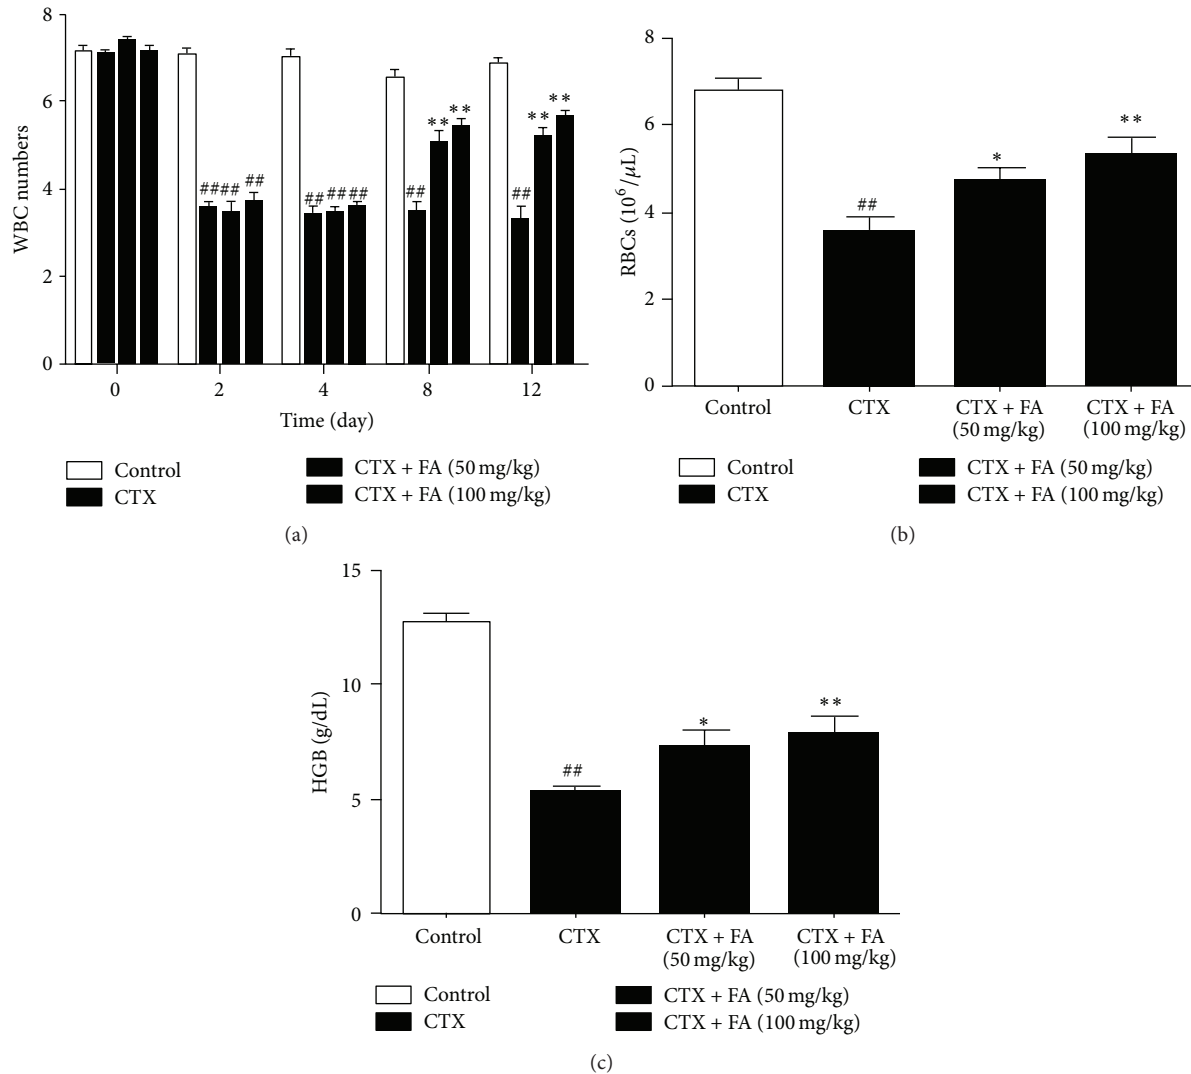 8
6
4
2
0
WBC numbers
##
##
##
##
##
##
##
**
**
##
**
**
0 2 4 8 12
Time (day)
Control
CTX
CTX + FA (50 mg/kg)
CTX + FA (100 mg/kg)
(a)
8
6
4
2
0
RBCs (10⁶/μL)
##
*
**
Control
CTX
CTX + FA
(50 mg/kg)
CTX + FA
(100 mg/kg)
Control
CTX
CTX + FA (50 mg/kg)
CTX + FA (100 mg/kg)
(b)
15
10
5
0
HGB (g/dL)
##
*
**
Control
CTX
CTX + FA
(50 mg/kg)
CTX + FA
(100 mg/kg)
Control
CTX
CTX + FA (50 mg/kg)
CTX + FA (100 mg/kg)
(c)